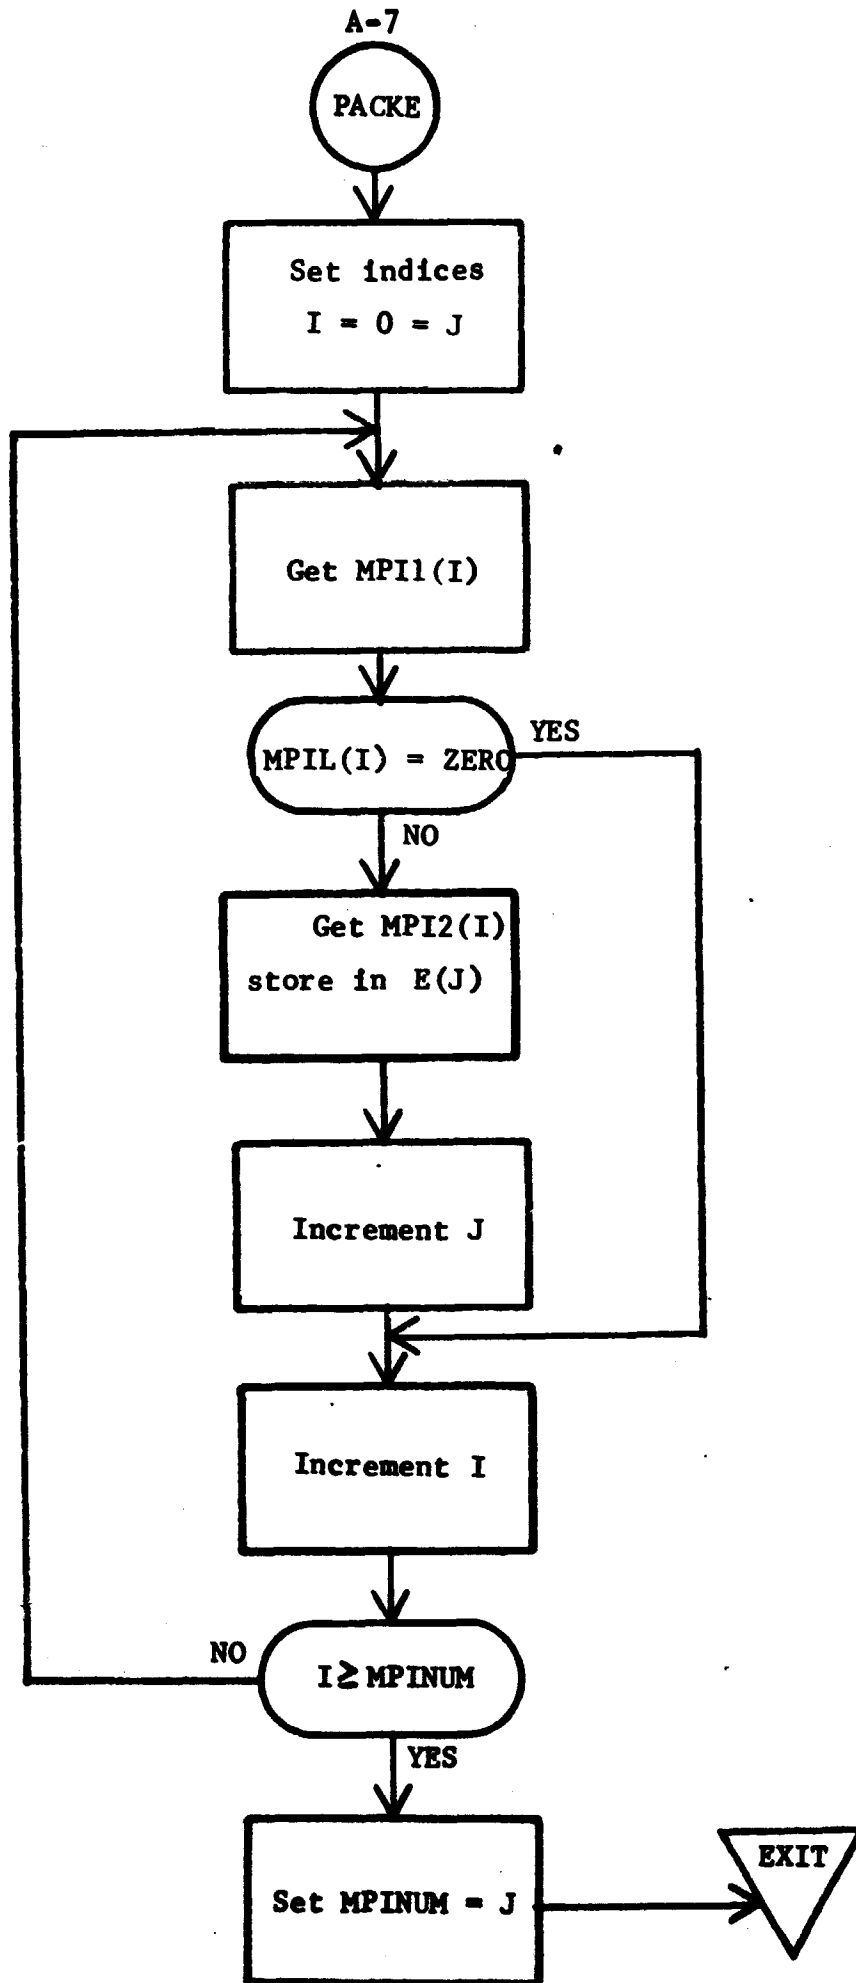 A-7
PACKE
Set indices
I = 0 = J
Get MPI1(I)
MPIL(I) = ZERO
YES
NO
Get MPI2(I)
store in E(J)
Increment J
Increment I
NO
I ≥ MPINUM
YES
Set MPINUM = J
EXIT